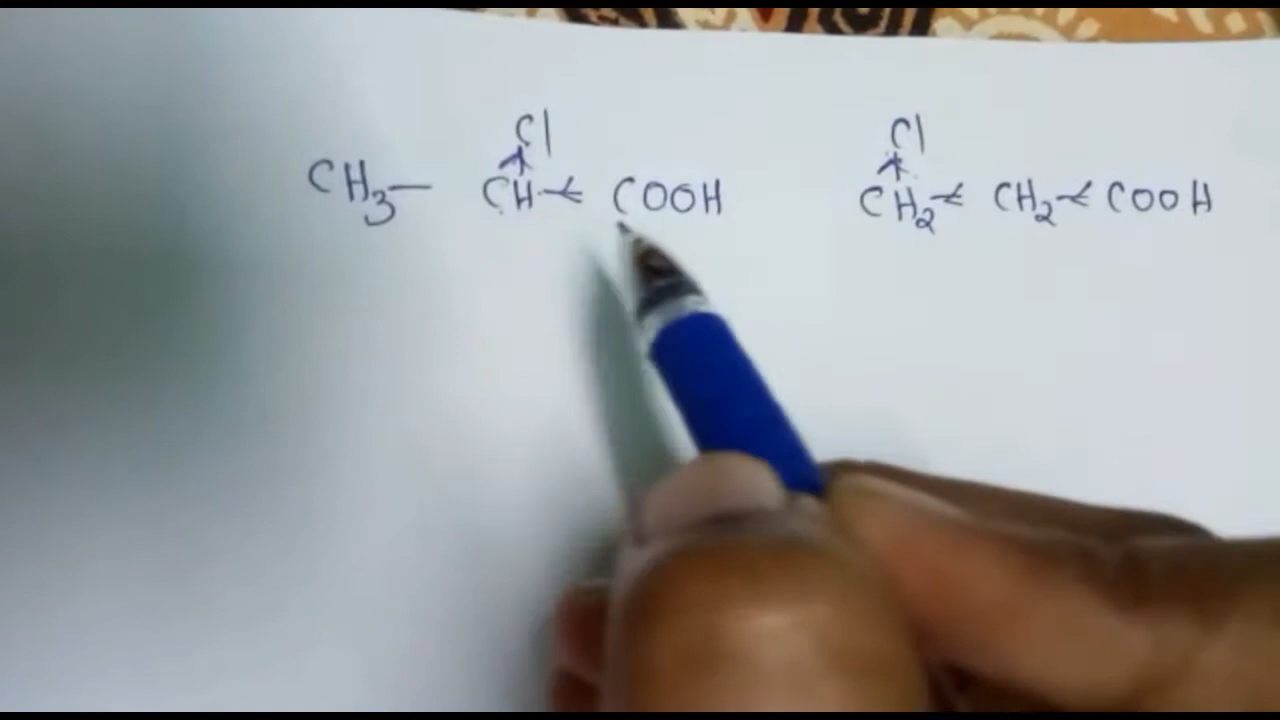 Cl Cl
CH3— CH—< COOH CH2—< CH2—< COOH